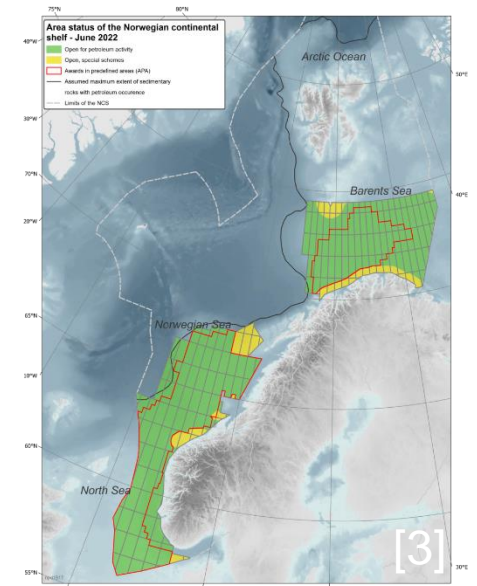 75°N
80°N
Area status of the Norwegian continental
shelf - June 2022
Open for petroleum activity
Open, special schemes
Awards in predefined areas (APA)
Assumed maximum extent of sedimentary
rocks with petroleum occurence
Limits of the NCS
40°W
Arctic Ocean
50°E
30°W
20°W
Barents Sea
40°E
20°W
65°N
Norwegian Sea
10°W
60°N
North Sea
[3]
55°N
30°E